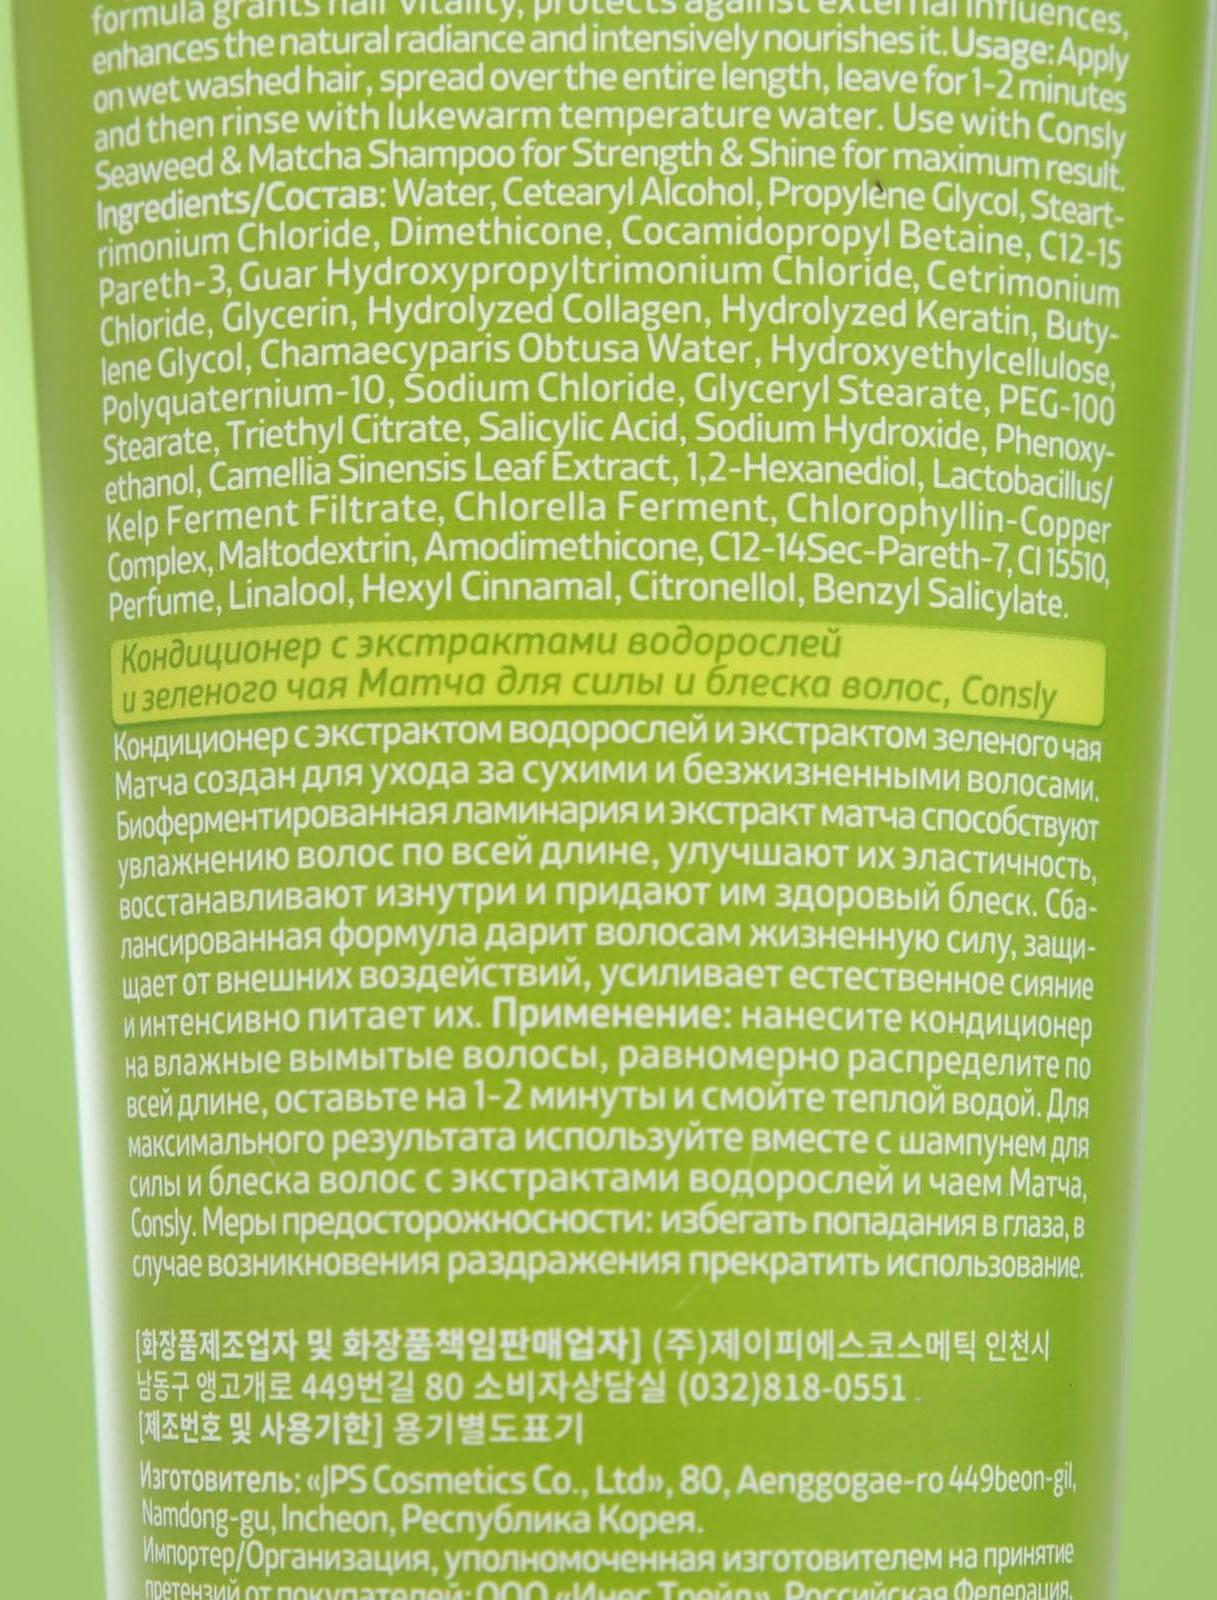 formula grants hair vitality, protects against external influences,
enhances the natural radiance and intensively nourishes it. Usage: Apply
on wet washed hair, spread over the entire length, leave for 1-2 minutes
and then rinse with lukewarm temperature water. Use with Consly
Seaweed & Matcha Shampoo for Strength & Shine for maximum result.
Ingredients/Состав: Water, Cetearyl Alcohol, Propylene Glycol, Steart-
rimonium Chloride, Dimethicone, Cocamidopropyl Betaine, C12-15
Pareth-3, Guar Hydroxypropyltrimonium Chloride, Cetrimonium
Chloride, Glycerin, Hydrolyzed Collagen, Hydrolyzed Keratin, Buty-
lene Glycol, Chamaecyparis Obtusa Water, Hydroxyethylcellulose,
Polyquaternium-10, Sodium Chloride, Glyceryl Stearate, PEG-100
Stearate, Triethyl Citrate, Salicylic Acid, Sodium Hydroxide, Phenoxy-
ethanol, Camellia Sinensis Leaf Extract, 1,2-Hexanediol, Lactobacillus/
Kelp Ferment Filtrate, Chlorella Ferment, Chlorophyllin-Copper
Complex, Maltodextrin, Amodimethicone, C12-14Sec-Pareth-7, CI 15510,
Perfume, Linalool, Hexyl Cinnamal, Citronellol, Benzyl Salicylate.
Кондиционер с экстрактами водорослей
и зеленого чая Матча для силы и блеска волос, Consly
Кондиционер с экстрактом водорослей и экстрактом зеленого чая
Матча создан для ухода за сухими и безжизненными волосами.
Биоферментированная ламинария и экстракт матча способствуют
увлажнению волос по всей длине, улучшают их эластичность,
восстанавливают изнутри и придают им здоровый блеск. Сба-
лансированная формула дарит волосам жизненную силу, защи-
щает от внешних воздействий, усиливает естественное сияние
и интенсивно питает их. Применение: нанесите кондиционер
на влажные вымытые волосы, равномерно распределите по
всей длине, оставьте на 1-2 минуты и смойте теплой водой. Для
максимального результата используйте вместе с шампунем для
силы и блеска волос с экстрактами водорослей и чаем Матча,
Consly. Меры предосторожносности: избегать попадания в глаза, в
случае возникновения раздражения прекратить использование.
[화장품제조업자 및 화장품책임판매업자] (주)제이피에스코스메틱 인천시
남동구 앵고개로 449번길 80 소비자상담실 (032)818-0551
[제조번호 및 사용기한] 용기별도표기
Изготовитель: «JPS Cosmetics Co., Ltd», 80, Aenggogae-ro 449beon-gil,
Namdong-gu, Incheon, Республика Корея.
Импортер/Организация, уполномоченная изготовителем на принятие
претензий от покупателей: ООО «Инес Трейд», Российская Федерация,